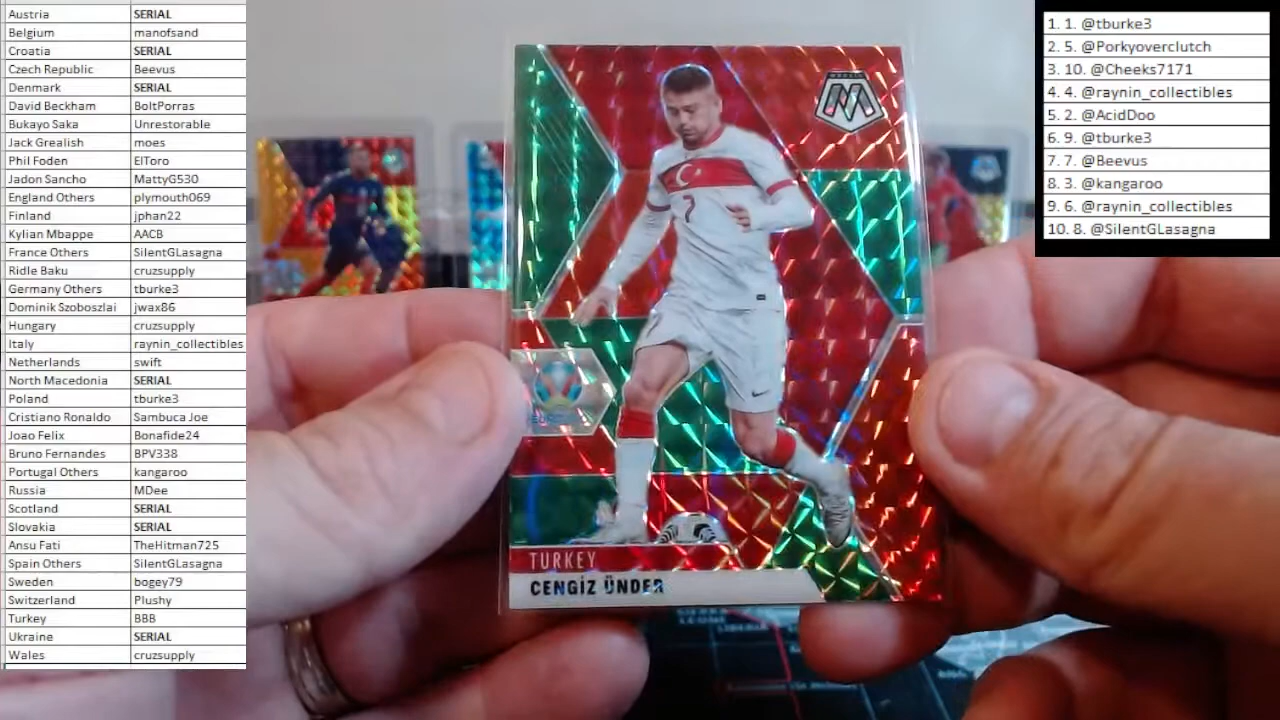 Austria SERIAL
Belgium manofsand
Croatia SERIAL
Czech Republic Beevus
Denmark SERIAL
David Beckham BoltPorras
Bukayo Saka Unrestorable
Jack Grealish moes
Phil Foden ElToro
Jadon Sancho MattyG530
England Others plymouth069
Finland jphan22
Kylian Mbappe AACB
France Others SilentGLasagna
Ridle Baku cruzsupply
Germany Others tburke3
Dominik Szoboszlai jwax86
Hungary cruzsupply
Italy raynin_collectibles
Netherlands swift
North Macedonia SERIAL
Poland tburke3
Cristiano Ronaldo Sambuca Joe
Joao Felix Bonafide24
Bruno Fernandes BPV338
Portugal Others kangaroo
Russia MDee
Scotland SERIAL
Slovakia SERIAL
Ansu Fati TheHitman725
Spain Others SilentGLasagna
Sweden bogey79
Switzerland Plushy
Turkey BBB
Ukraine SERIAL
Wales cruzsupply
MOSAIC
M
7
TURKEY
CENGİZ ÜNDER
1. 1. @tburke3
2. 5. @Porkyoverclutch
3. 10. @Cheeks7171
4. 4. @raynin_collectibles
5. 2. @AcidDoo
6. 9. @tburke3
7. 7. @Beevus
8. 3. @kangaroo
9. 6. @raynin_collectibles
10. 8. @SilentGLasagna